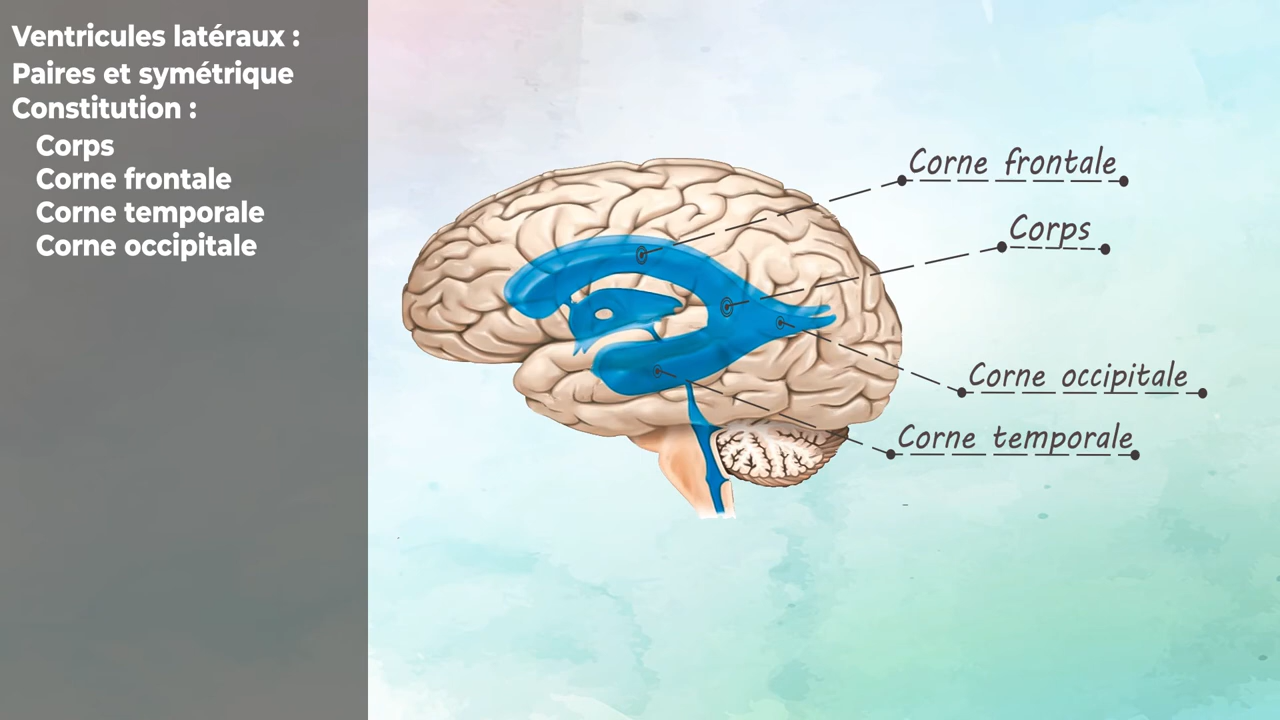 Ventricules latéraux :
Paires et symétrique
Constitution :
Corps
Corne frontale
Corne temporale
Corne occipitale
Corne frontale
Corps
Corne occipitale
Corne temporale